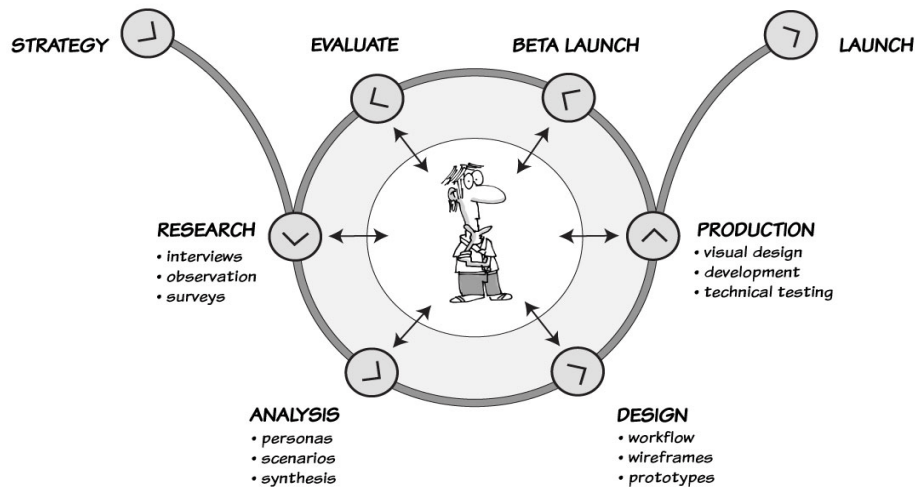 STRATEGY
EVALUATE
BETA LAUNCH
LAUNCH
RESEARCH
• interviews
• observation
• surveys
PRODUCTION
• visual design
• development
• technical testing
ANALYSIS
• personas
• scenarios
• synthesis
DESIGN
• workflow
• wireframes
• prototypes